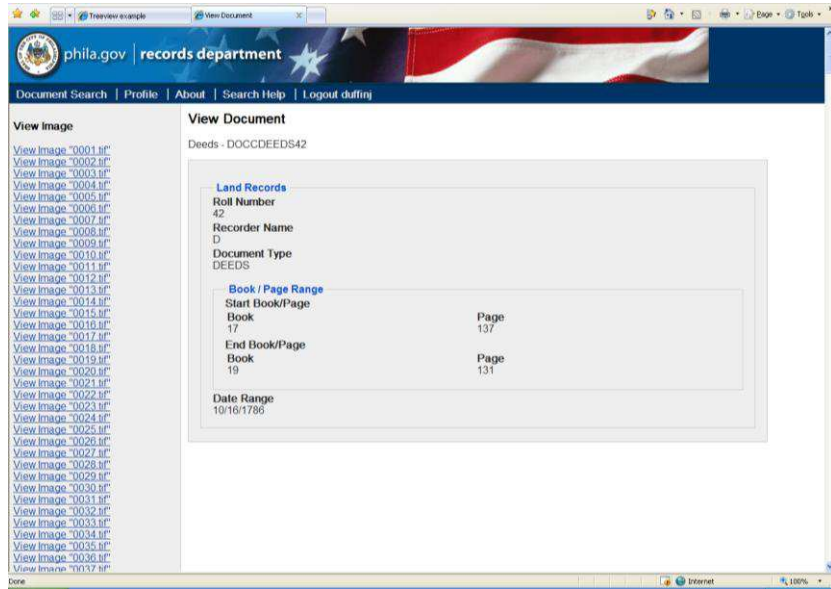 Treeview example
View Document
Page
Tools
phila.gov | records department
Document Search | Profile | About | Search Help | Logout duffinj
View Image
View Image "0001.tif"
View Image "0002.tif"
View Image "0003.tif"
View Image "0004.tif"
View Image "0005.tif"
View Image "0006.tif"
View Image "0007.tif"
View Image "0008.tif"
View Image "0009.tif"
View Image "0010.tif"
View Image "0011.tif"
View Image "0012.tif"
View Image "0013.tif"
View Image "0014.tif"
View Image "0015.tif"
View Image "0016.tif"
View Image "0017.tif"
View Image "0018.tif"
View Image "0019.tif"
View Image "0020.tif"
View Image "0021.tif"
View Image "0022.tif"
View Image "0023.tif"
View Image "0024.tif"
View Image "0025.tif"
View Image "0026.tif"
View Image "0027.tif"
View Image "0028.tif"
View Image "0029.tif"
View Image "0030.tif"
View Image "0031.tif"
View Image "0032.tif"
View Image "0033.tif"
View Image "0034.tif"
View Image "0035.tif"
View Image "0036.tif"
View Image "0037.tif"
View Document
Deeds - DOCCDEEDS42
Land Records
Roll Number
42
Recorder Name
D
Document Type
DEEDS
Book / Page Range
Start Book/Page
Book Page
17 137
End Book/Page
Book Page
19 131
Date Range
10/16/1786
Done
Internet
100%